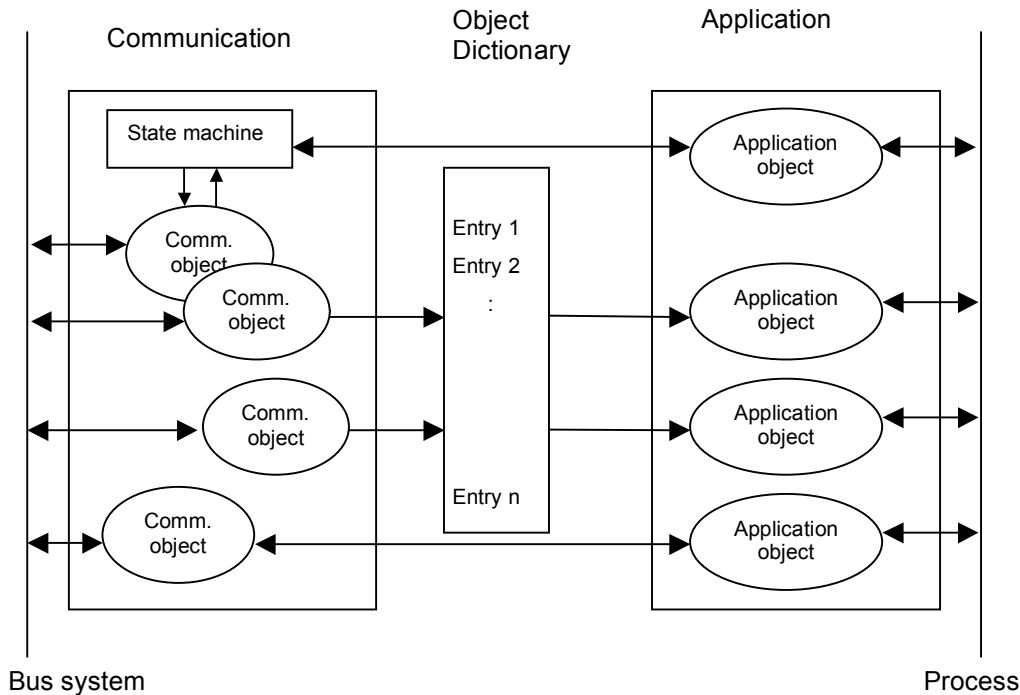 Communication
Object
Dictionary
Application
State machine
Application
object
Comm.
object
Entry 1
Entry 2
:
Comm.
object
Application
object
Comm.
object
Application
object
Entry n
Comm.
object
Application
object
Bus system
Process